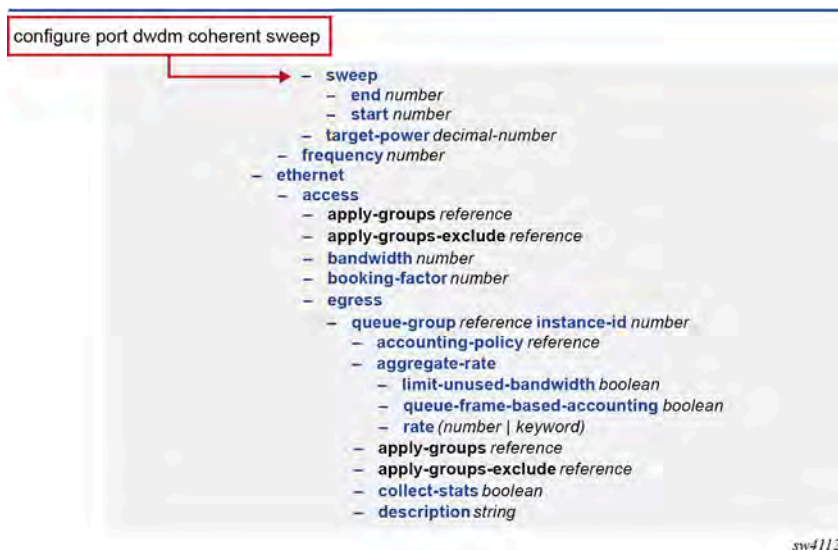 configure port dwdm coherent sweep
– sweep
– end number
– start number
– target-power decimal-number
– frequency number
– ethernet
– access
– apply-groups reference
– apply-groups-exclude reference
– bandwidth number
– booking-factor number
– egress
– queue-group reference instance-id number
– accounting-policy reference
– aggregate-rate
– limit-unused-bandwidth boolean
– queue-frame-based-accounting boolean
– rate (number | keyword)
– apply-groups reference
– apply-groups-exclude reference
– collect-stats boolean
– description string
sw4113